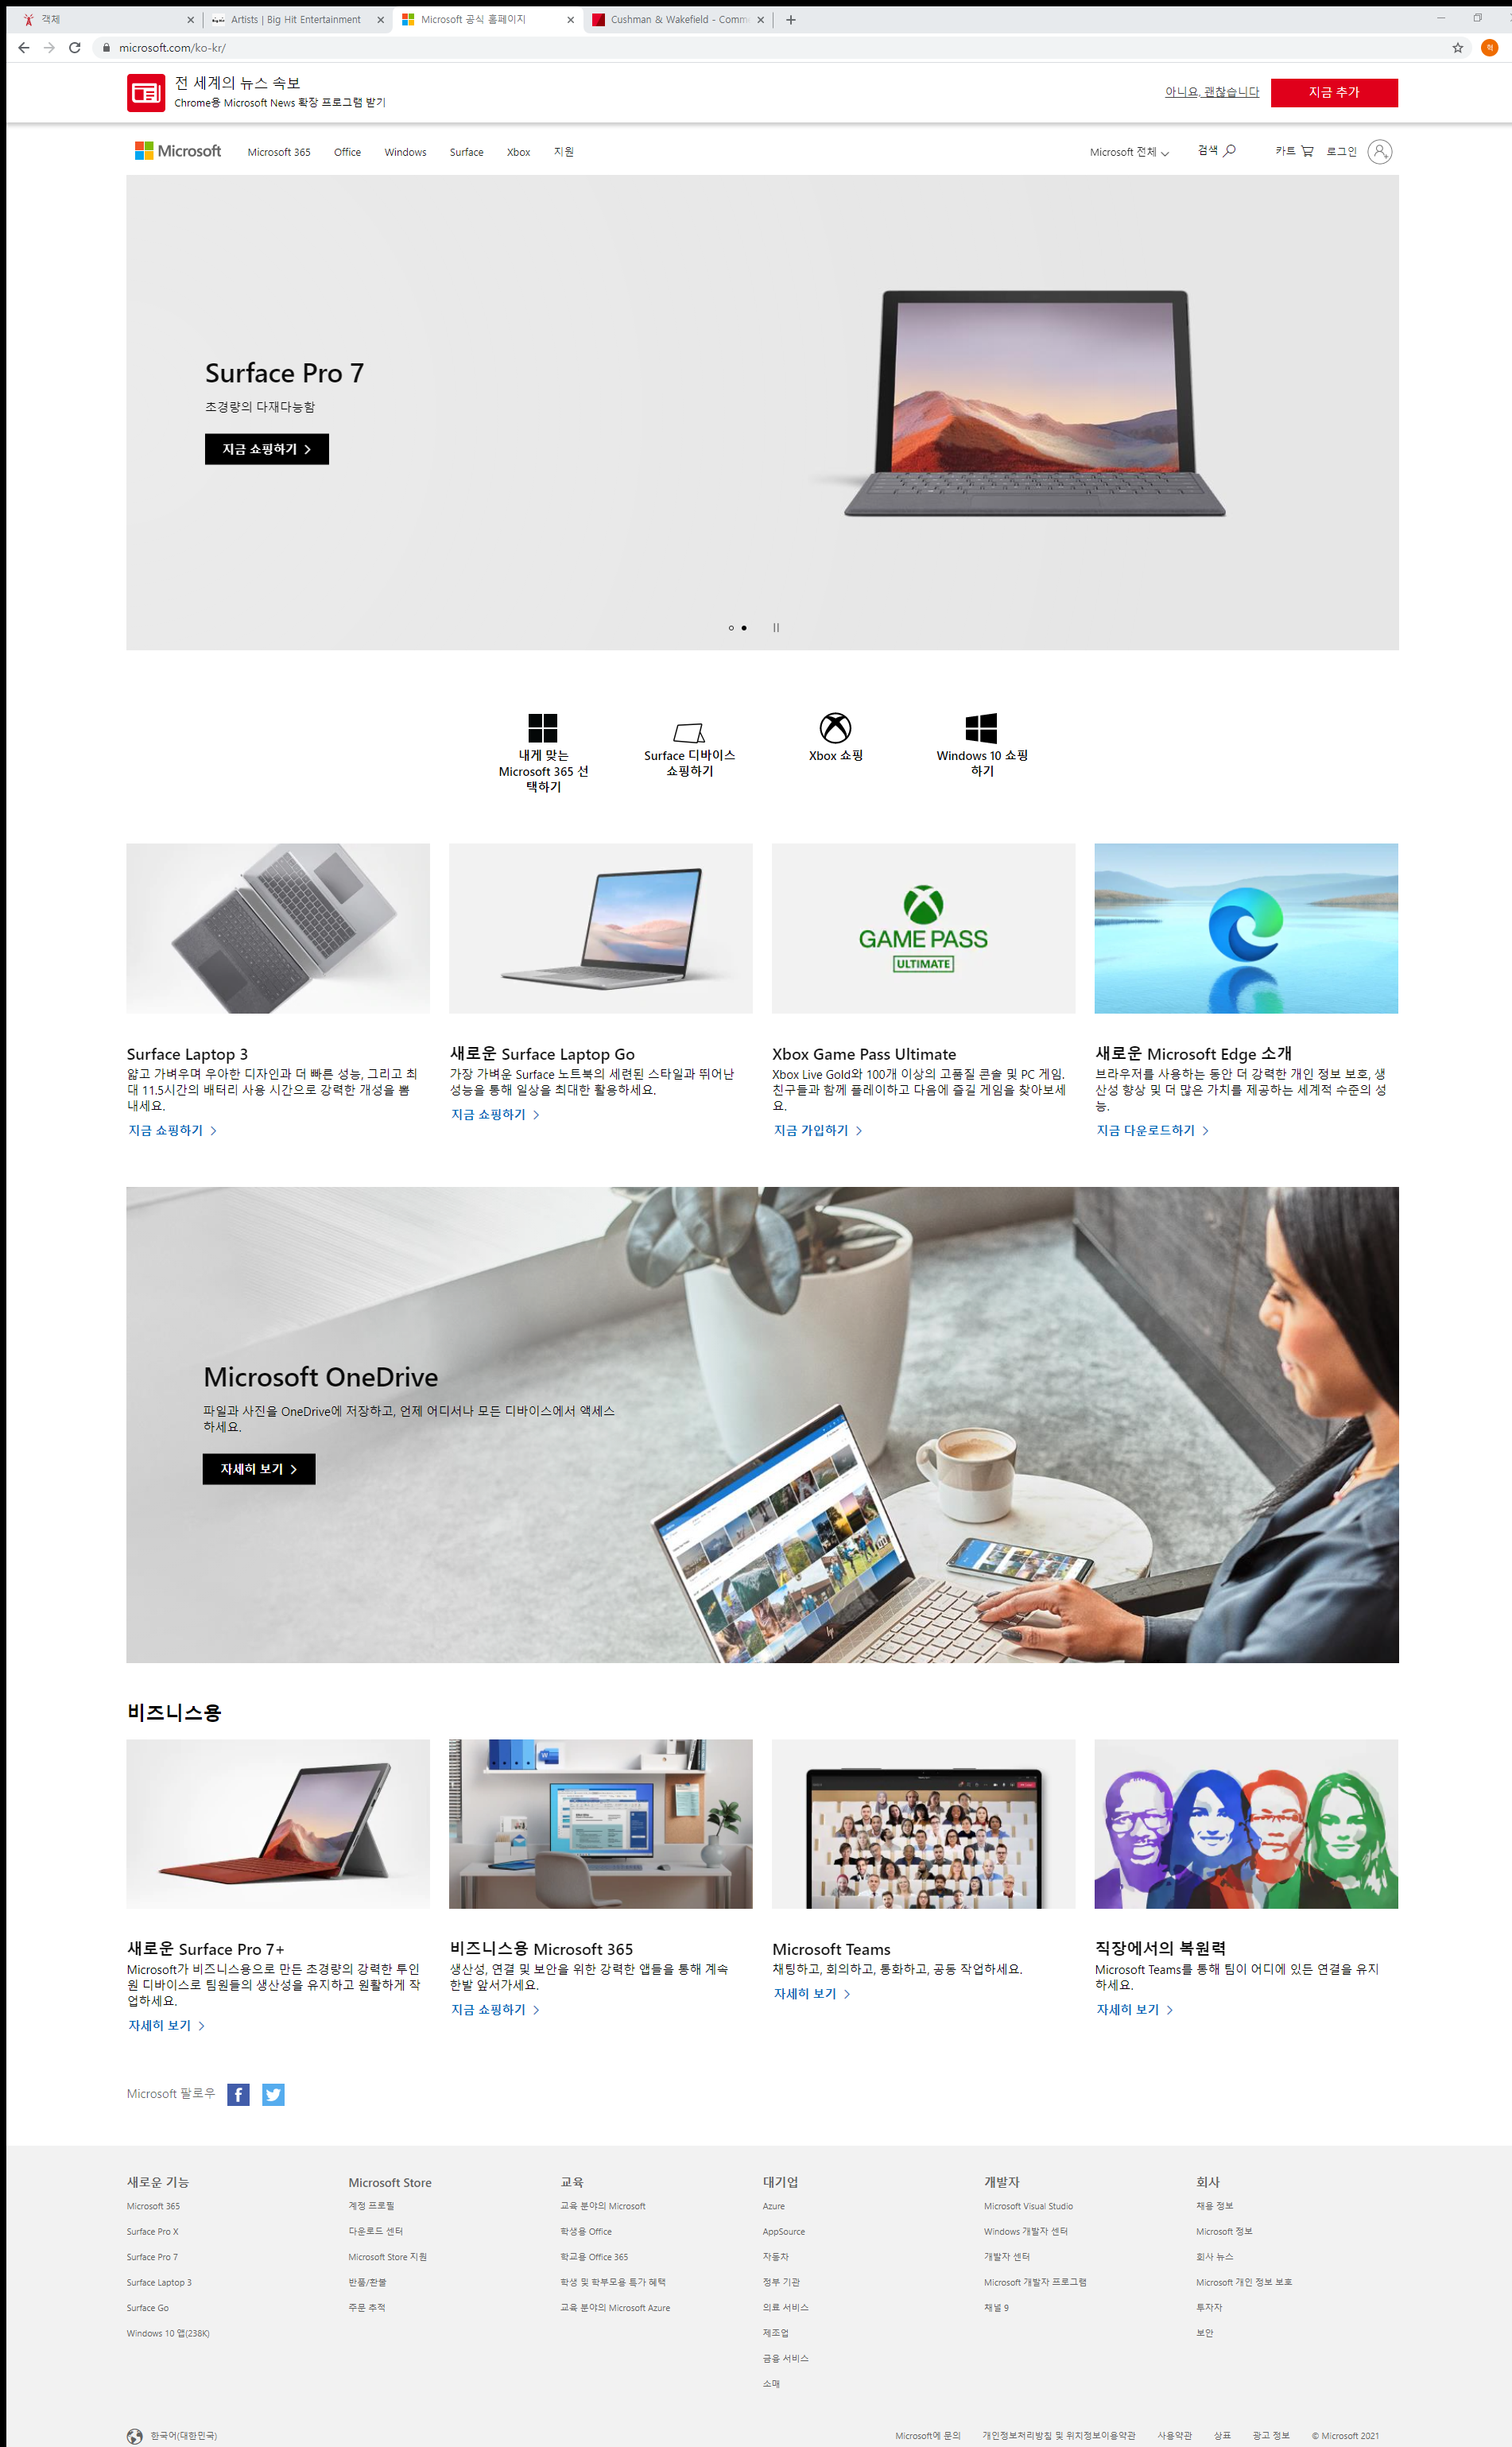 객체
Artists | Big Hit Entertainment
Microsoft 공식 홈페이지
Cushman & Wakefield - Comm
microsoft.com/ko-kr/
전 세계의 뉴스 속보
Chrome용 Microsoft News 확장 프로그램 받기
아니요, 괜찮습니다
지금 추가
Microsoft
Microsoft 365
Office
Windows
Surface
Xbox
지원
Microsoft 전체
검색
카트
로그인
Surface Pro 7
초경량의 다재다능함
지금 쇼핑하기
내게 맞는
Microsoft 365 선
택하기
Surface 디바이스
쇼핑하기
Xbox 쇼핑
Windows 10 쇼핑
하기
GAME PASS
ULTIMATE
Surface Laptop 3
얇고 가벼우며 우아한 디자인과 더 빠른 성능, 그리고 최
대 11.5시간의 배터리 사용 시간으로 강력한 개성을 뽐
내세요.
지금 쇼핑하기
새로운 Surface Laptop Go
가장 가벼운 Surface 노트북의 세련된 스타일과 뛰어난
성능을 통해 일상을 최대한 활용하세요.
지금 쇼핑하기
Xbox Game Pass Ultimate
Xbox Live Gold와 100개 이상의 고품질 콘솔 및 PC 게임.
친구들과 함께 플레이하고 다음에 즐길 게임을 찾아보세
요.
지금 가입하기
새로운 Microsoft Edge 소개
브라우저를 사용하는 동안 더 강력한 개인 정보 보호, 생
산성 향상 및 더 많은 가치를 제공하는 세계적 수준의 성
능.
지금 다운로드하기
Microsoft OneDrive
파일과 사진을 OneDrive에 저장하고, 언제 어디서나 모든 디바이스에서 액세스
하세요.
자세히 보기
비즈니스용
새로운 Surface Pro 7+
Microsoft가 비즈니스용으로 만든 초경량의 강력한 투인
원 디바이스로 팀원들의 생산성을 유지하고 원활하게 작
업하세요.
자세히 보기
비즈니스용 Microsoft 365
생산성, 연결 및 보안을 위한 강력한 앱들을 통해 계속
한발 앞서가세요.
지금 쇼핑하기
Microsoft Teams
채팅하고, 회의하고, 통화하고, 공동 작업하세요.
자세히 보기
직장에서의 복원력
Microsoft Teams를 통해 팀이 어디에 있든 연결을 유지
하세요.
자세히 보기
Microsoft 팔로우
새로운 기능
Microsoft 365
Surface Pro X
Surface Pro 7
Surface Laptop 3
Surface Go
Windows 10 앱(238K)
Microsoft Store
계정 프로필
다운로드 센터
Microsoft Store 지원
반품/환불
주문 추적
교육
교육 분야의 Microsoft
학생용 Office
학교용 Office 365
학생 및 학부모용 특가 혜택
교육 분야의 Microsoft Azure
대기업
Azure
AppSource
자동차
정부 기관
의료 서비스
제조업
금융 서비스
소매
개발자
Microsoft Visual Studio
Windows 개발자 센터
개발자 센터
Microsoft 개발자 프로그램
채널 9
회사
채용 정보
Microsoft 정보
회사 뉴스
Microsoft 개인 정보 보호
투자자
보안
한국어(대한민국)
Microsoft에 문의
개인정보처리방침 및 위치정보이용약관
사용약관
상표
광고 정보
© Microsoft 2021